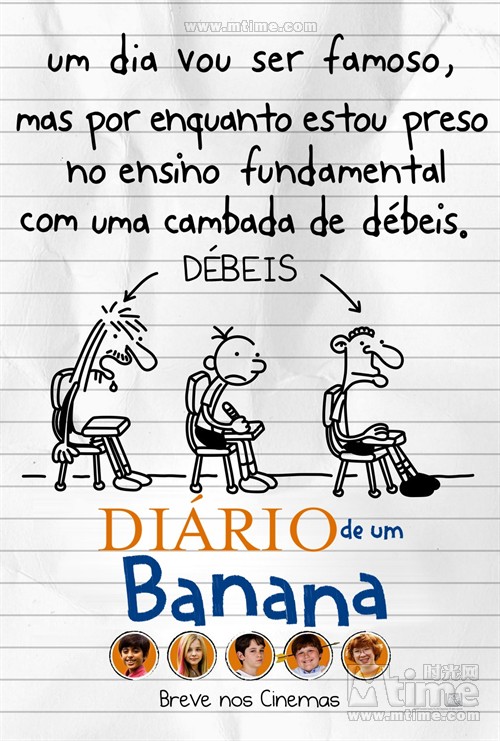 www.mtime.com
um dia vou ser famoso,
mas por enquanto estou preso
no ensino fundamental
com uma cambada de débeis.
DÉBEIS
DIÁRIO de um
Banana
Breve nos Cinemas
时光网
Mtime
www.mtime.com